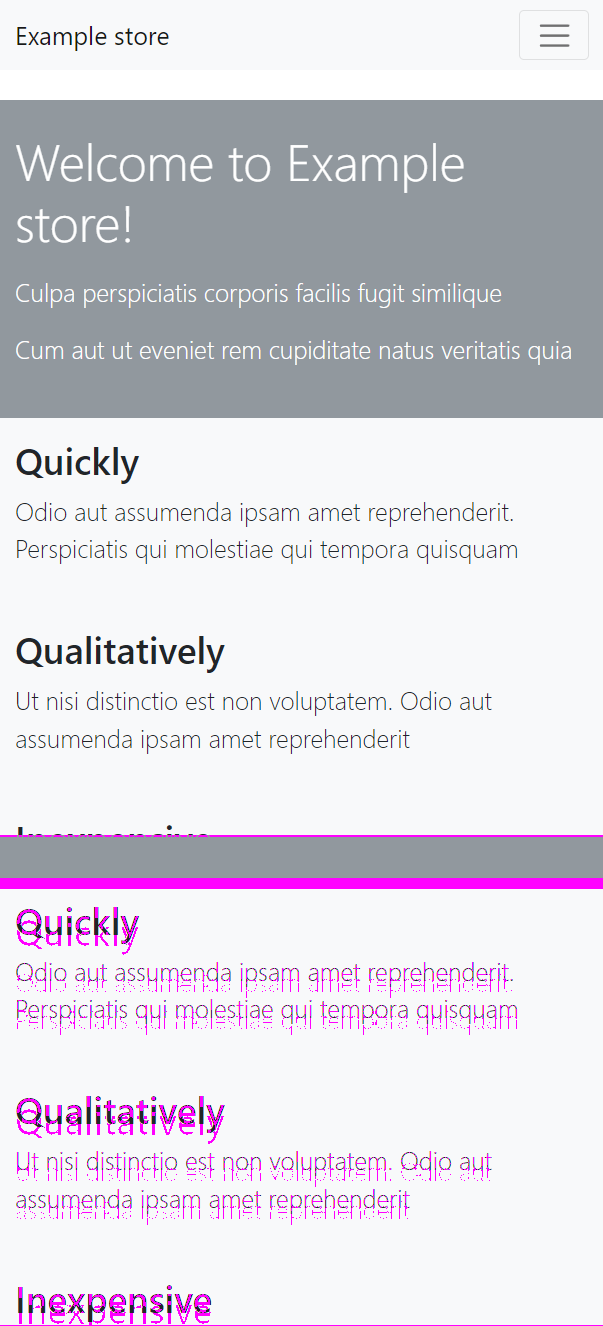 Example store
Welcome to Example
store!
Culpa perspiciatis corporis facilis fugit similique
Cum aut ut eveniet rem cupiditate natus veritatis quia
Quickly
Odio aut assumenda ipsam amet reprehenderit.
Perspiciatis qui molestiae qui tempora quisquam
Qualitatively
Ut nisi distinctio est non voluptatem. Odio aut
assumenda ipsam amet reprehenderit
Inexpensive
Quickly
Odio aut assumenda ipsam amet reprehenderit.
Perspiciatis qui molestiae qui tempora quisquam
Qualitatively
Ut nisi distinctio est non voluptatem. Odio aut
assumenda ipsam amet reprehenderit
Inexpensive